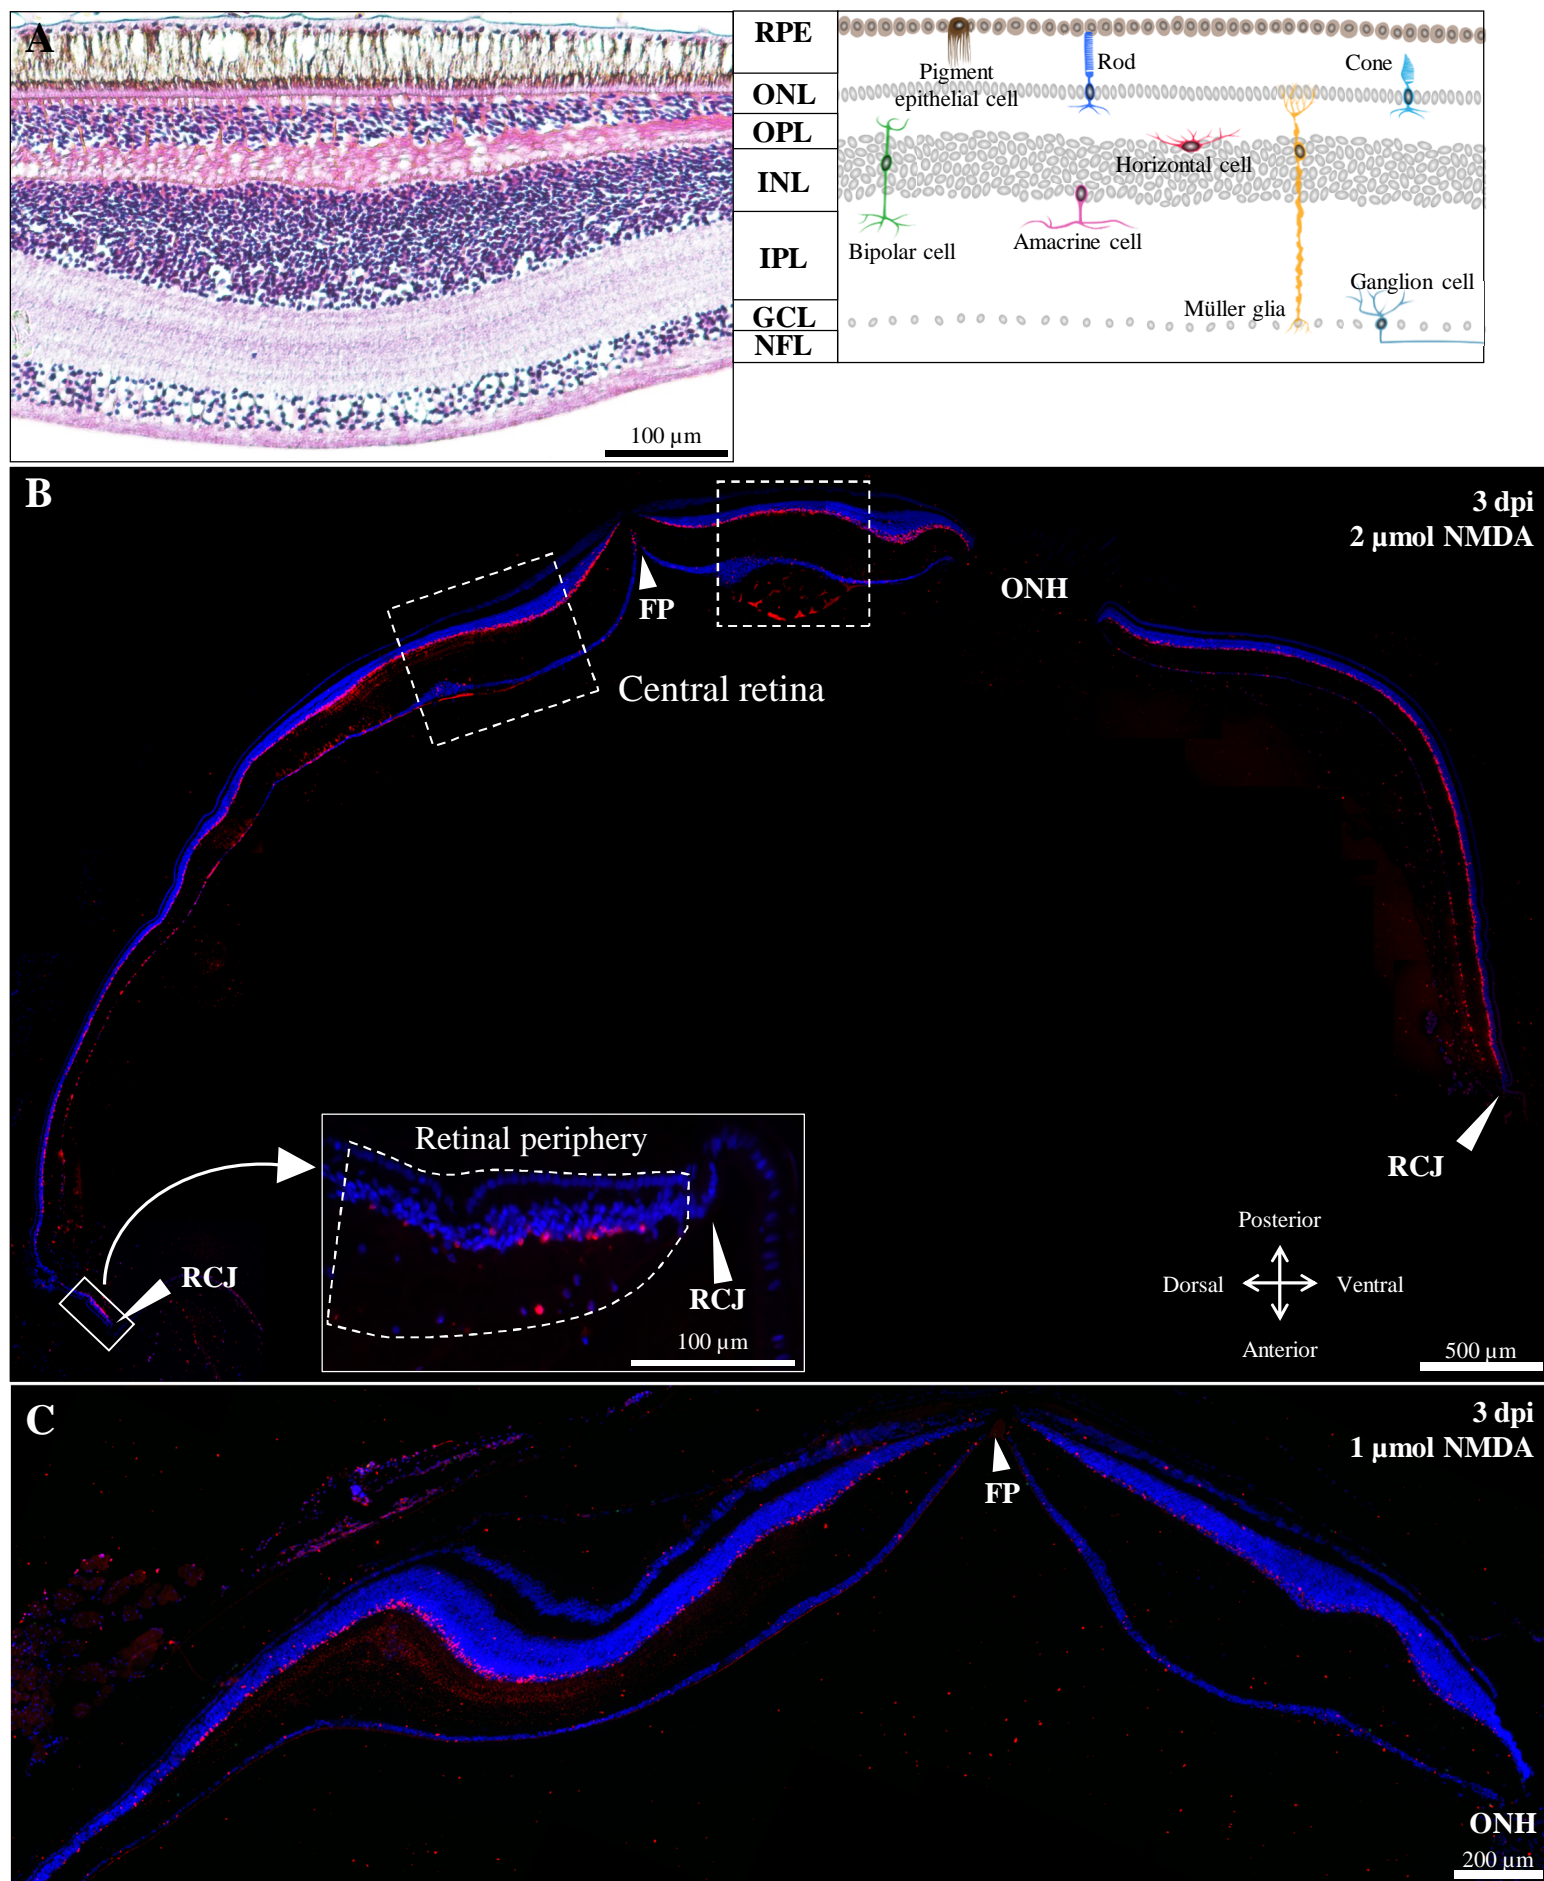 A
100 µm
RPE
ONL
OPL
INL
IPL
GCL
NFL
Pigment
epithelial cell
Rod
Cone
Horizontal cell
Bipolar cell
Amacrine cell
Müller glia
Ganglion cell
B
3 dpi
2 µmol NMDA
FP
ONH
Central retina
RCJ
Retinal periphery
RCJ
100 µm
RCJ
Posterior
Dorsal
Ventral
Anterior
500 µm
C
3 dpi
1 µmol NMDA
FP
ONH
200 µm